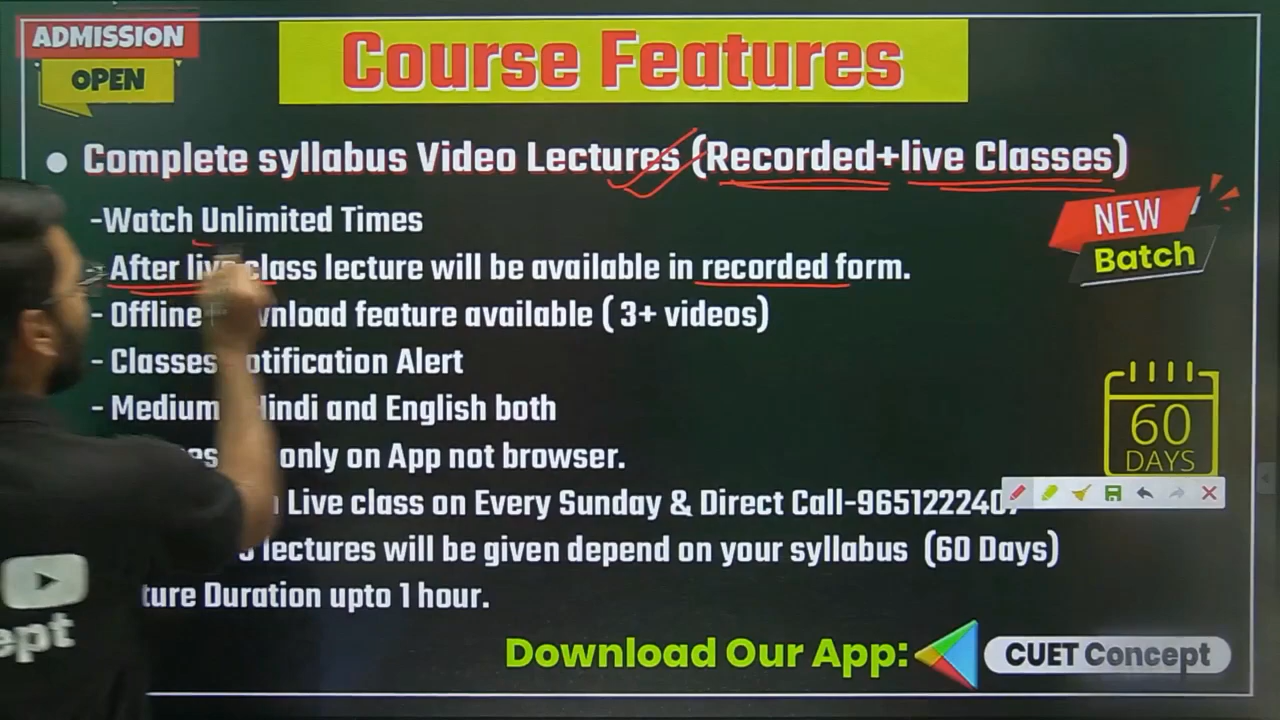 ADMISSION
OPEN
Course Features
Complete syllabus Video Lectures (Recorded+live Classes)
-Watch Unlimited Times
- After live class lecture will be available in recorded form.
- Offline feature available ( 3+ videos)
- Classes Notification Alert
- Medium Hindi and English both
only on App not browser.
Live class on Every Sunday & Direct Call-
lectures will be given depend on your syllabus (60 Days)
Duration upto 1 hour.
NEW
Batch
60
DAYS
Download Our App:
CUET Concept